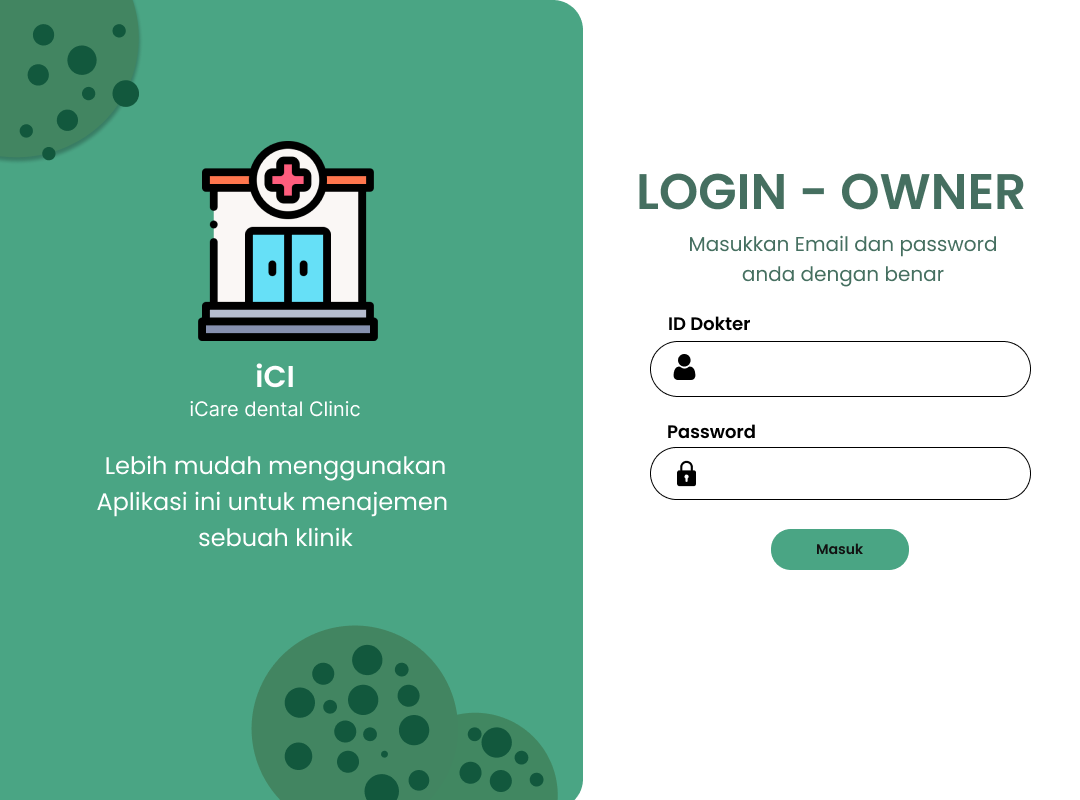 iCI
iCare dental Clinic
Lebih mudah menggunakan
Aplikasi ini untuk menajemen
sebuah klinik
LOGIN - OWNER
Masukkan Email dan password
anda dengan benar
ID Dokter
Password
Masuk